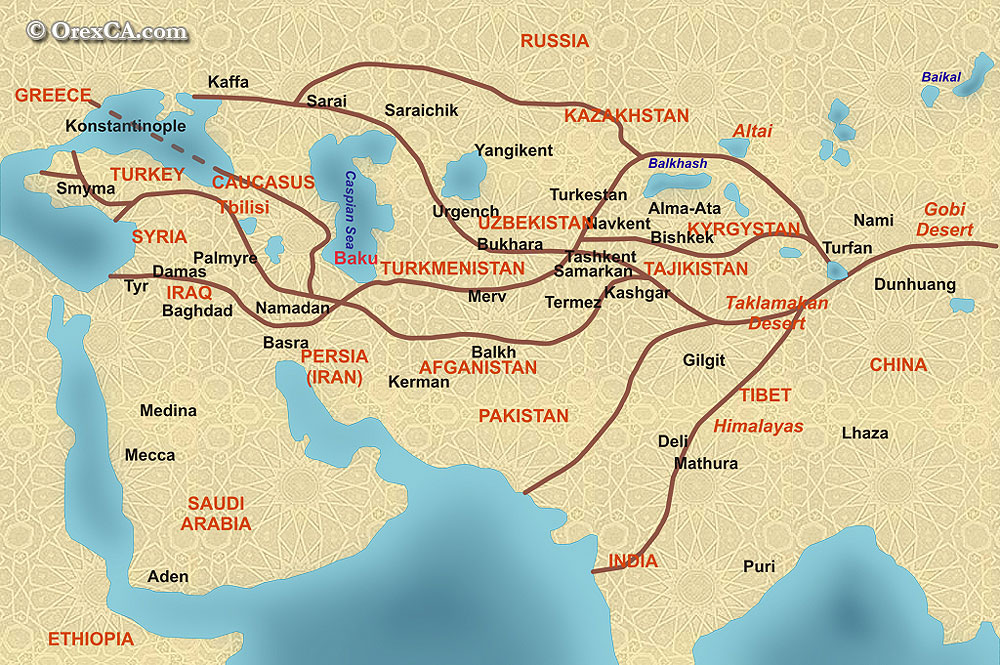 © OrexCA.com
RUSSIA
Baikal
Kaffa
GREECE
Sarai
Saraichik
KAZAKHSTAN
Konstantinople
Altai
Yangikent
Balkhash
TURKEY
CAUCASUS
Smyma
Turkestan
Caspian Sea
Tbilisi
Urgench
UZBEKISTAN
Navkent
Alma-Ata
KYRGYSTAN
Nami
Gobi
Desert
SYRIA
Bukhara
Bishkek
Turfan
Palmyre
Baku
TURKMENISTAN
Tashkent
Samarkan
TAJIKISTAN
Damas
Tyr
IRAQ
Merv
Termez
Kashgar
Dunhuang
Baghdad
Namadan
Taklamakan
Desert
Basra
PERSIA
(IRAN)
Balkh
AFGANISTAN
Gilgit
CHINA
Kerman
TIBET
Medina
PAKISTAN
Himalayas
Lhaza
Deli
Mecca
Mathura
SAUDI
ARABIA
INDIA
Puri
Aden
ETHIOPIA